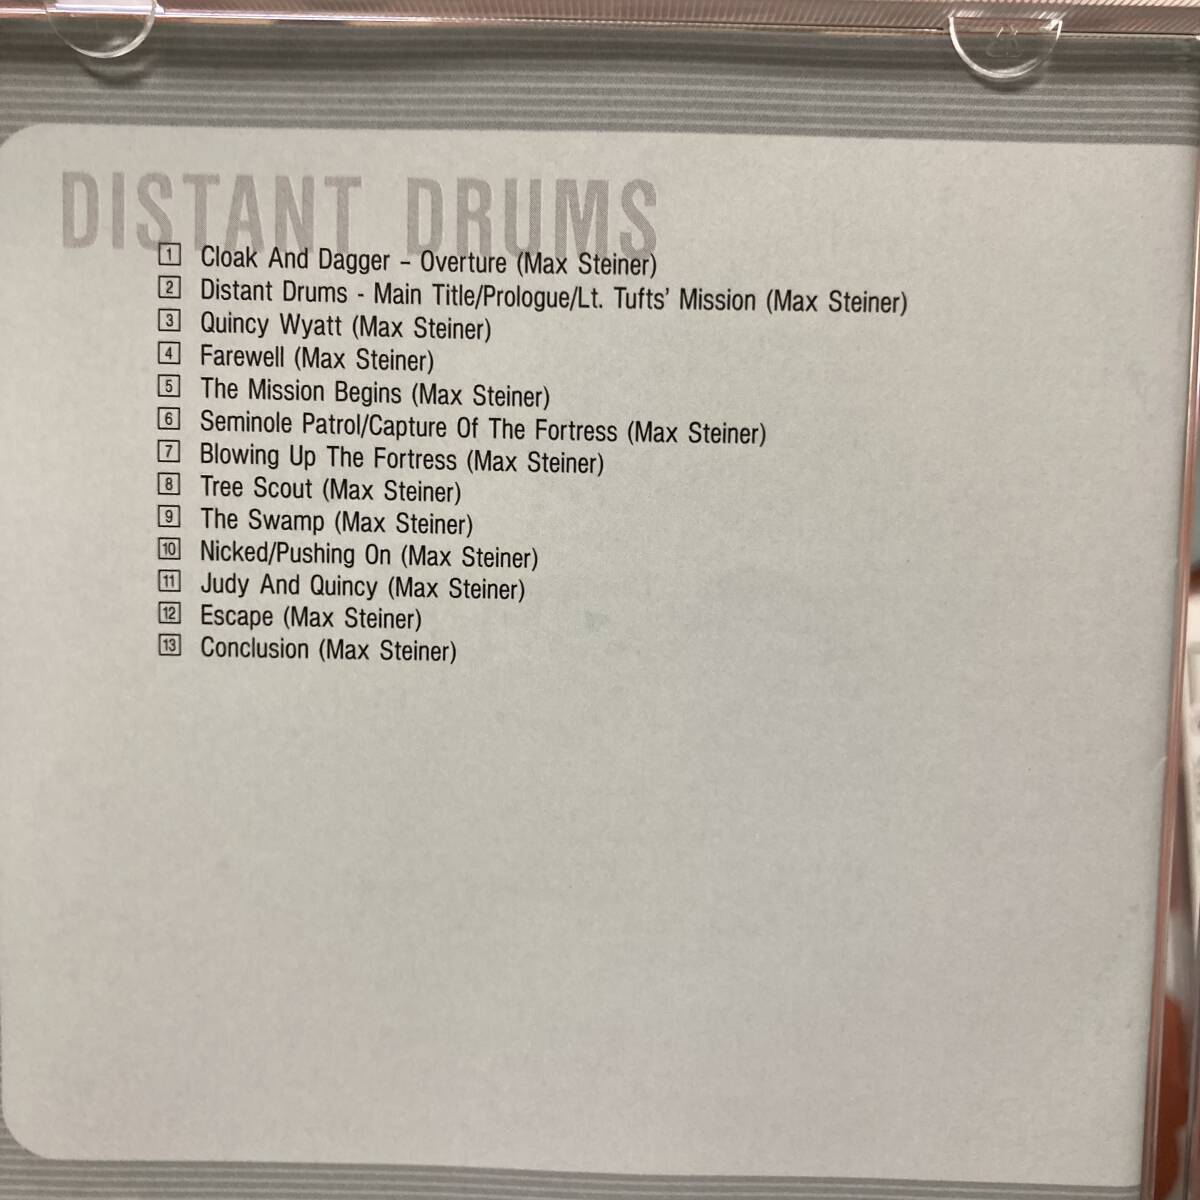 DISTANT DRUMS
1 Cloak And Dagger – Overture (Max Steiner)
2 Distant Drums - Main Title/Prologue/Lt. Tufts' Mission (Max Steiner)
3 Quincy Wyatt (Max Steiner)
4 Farewell (Max Steiner)
5 The Mission Begins (Max Steiner)
6 Seminole Patrol/Capture Of The Fortress (Max Steiner)
7 Blowing Up The Fortress (Max Steiner)
8 Tree Scout (Max Steiner)
9 The Swamp (Max Steiner)
10 Nicked/Pushing On (Max Steiner)
11 Judy And Quincy (Max Steiner)
12 Escape (Max Steiner)
13 Conclusion (Max Steiner)